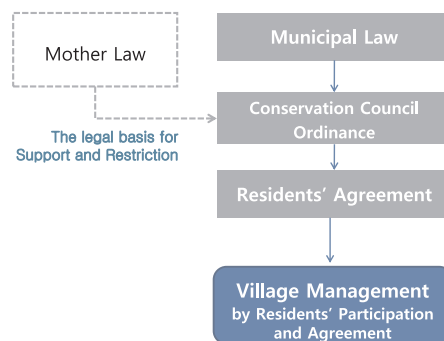 Mother Law
Municipal Law
Conservation Council
Ordinance
The legal basis for
Support and Restriction
Residents’ Agreement
Village Management
by Residents’ Participation
and Agreement